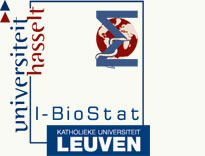 universiteit
hasselt
I-BioStat
KATHOLIEKE UNIVERSITEIT
LEUVEN